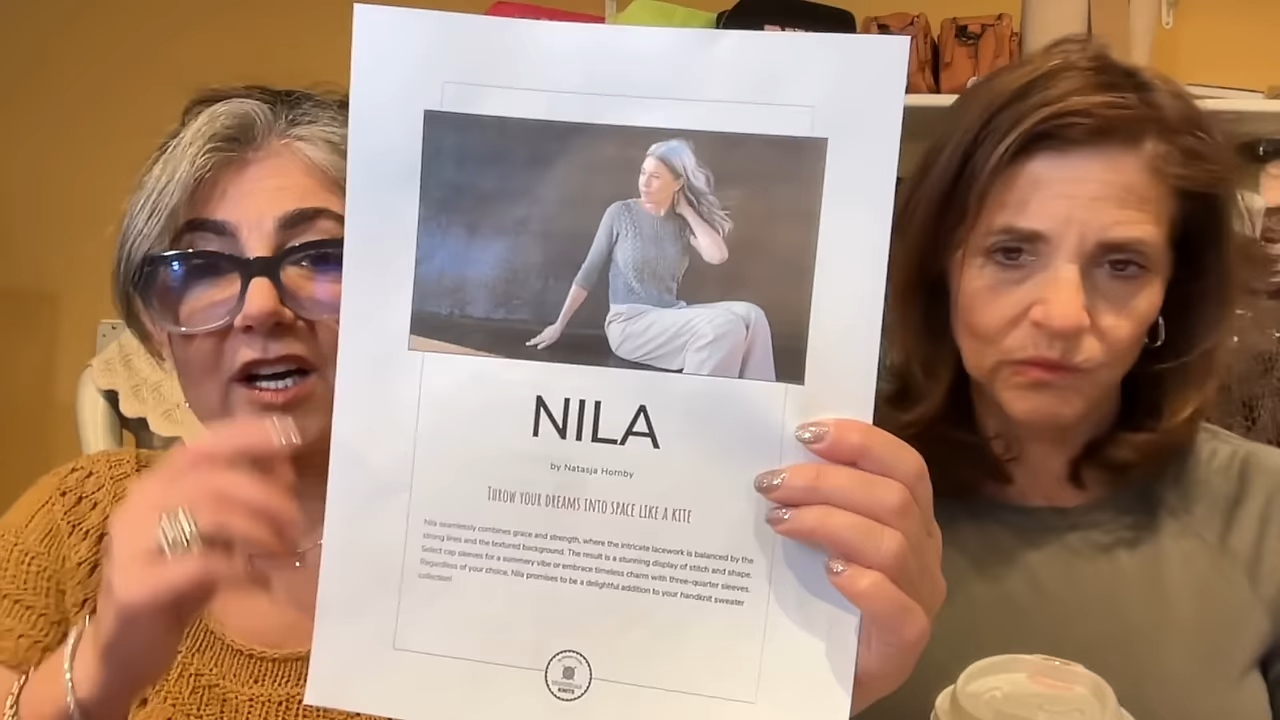 NILA
by Natasja Hornby
THROW YOUR DREAMS INTO SPACE LIKE A KITE
Nila seamlessly combines grace and strength, where the intricate lacework is balanced by the
strong lines and the textured background. The result is a stunning display of stitch and shape.
Select cap sleeves for a summery vibe or embrace timeless charm with three-quarter sleeves.
Regardless of your choice, Nila promises to be a delightful addition to your handknit sweater
collection!
KNITS